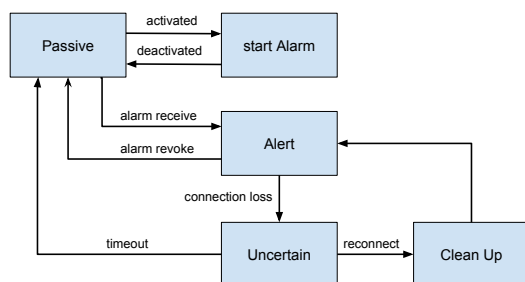 activated
Passive
start Alarm
deactivated
alarm receive
Alert
alarm revoke
connection loss
timeout
Uncertain
reconnect
Clean Up